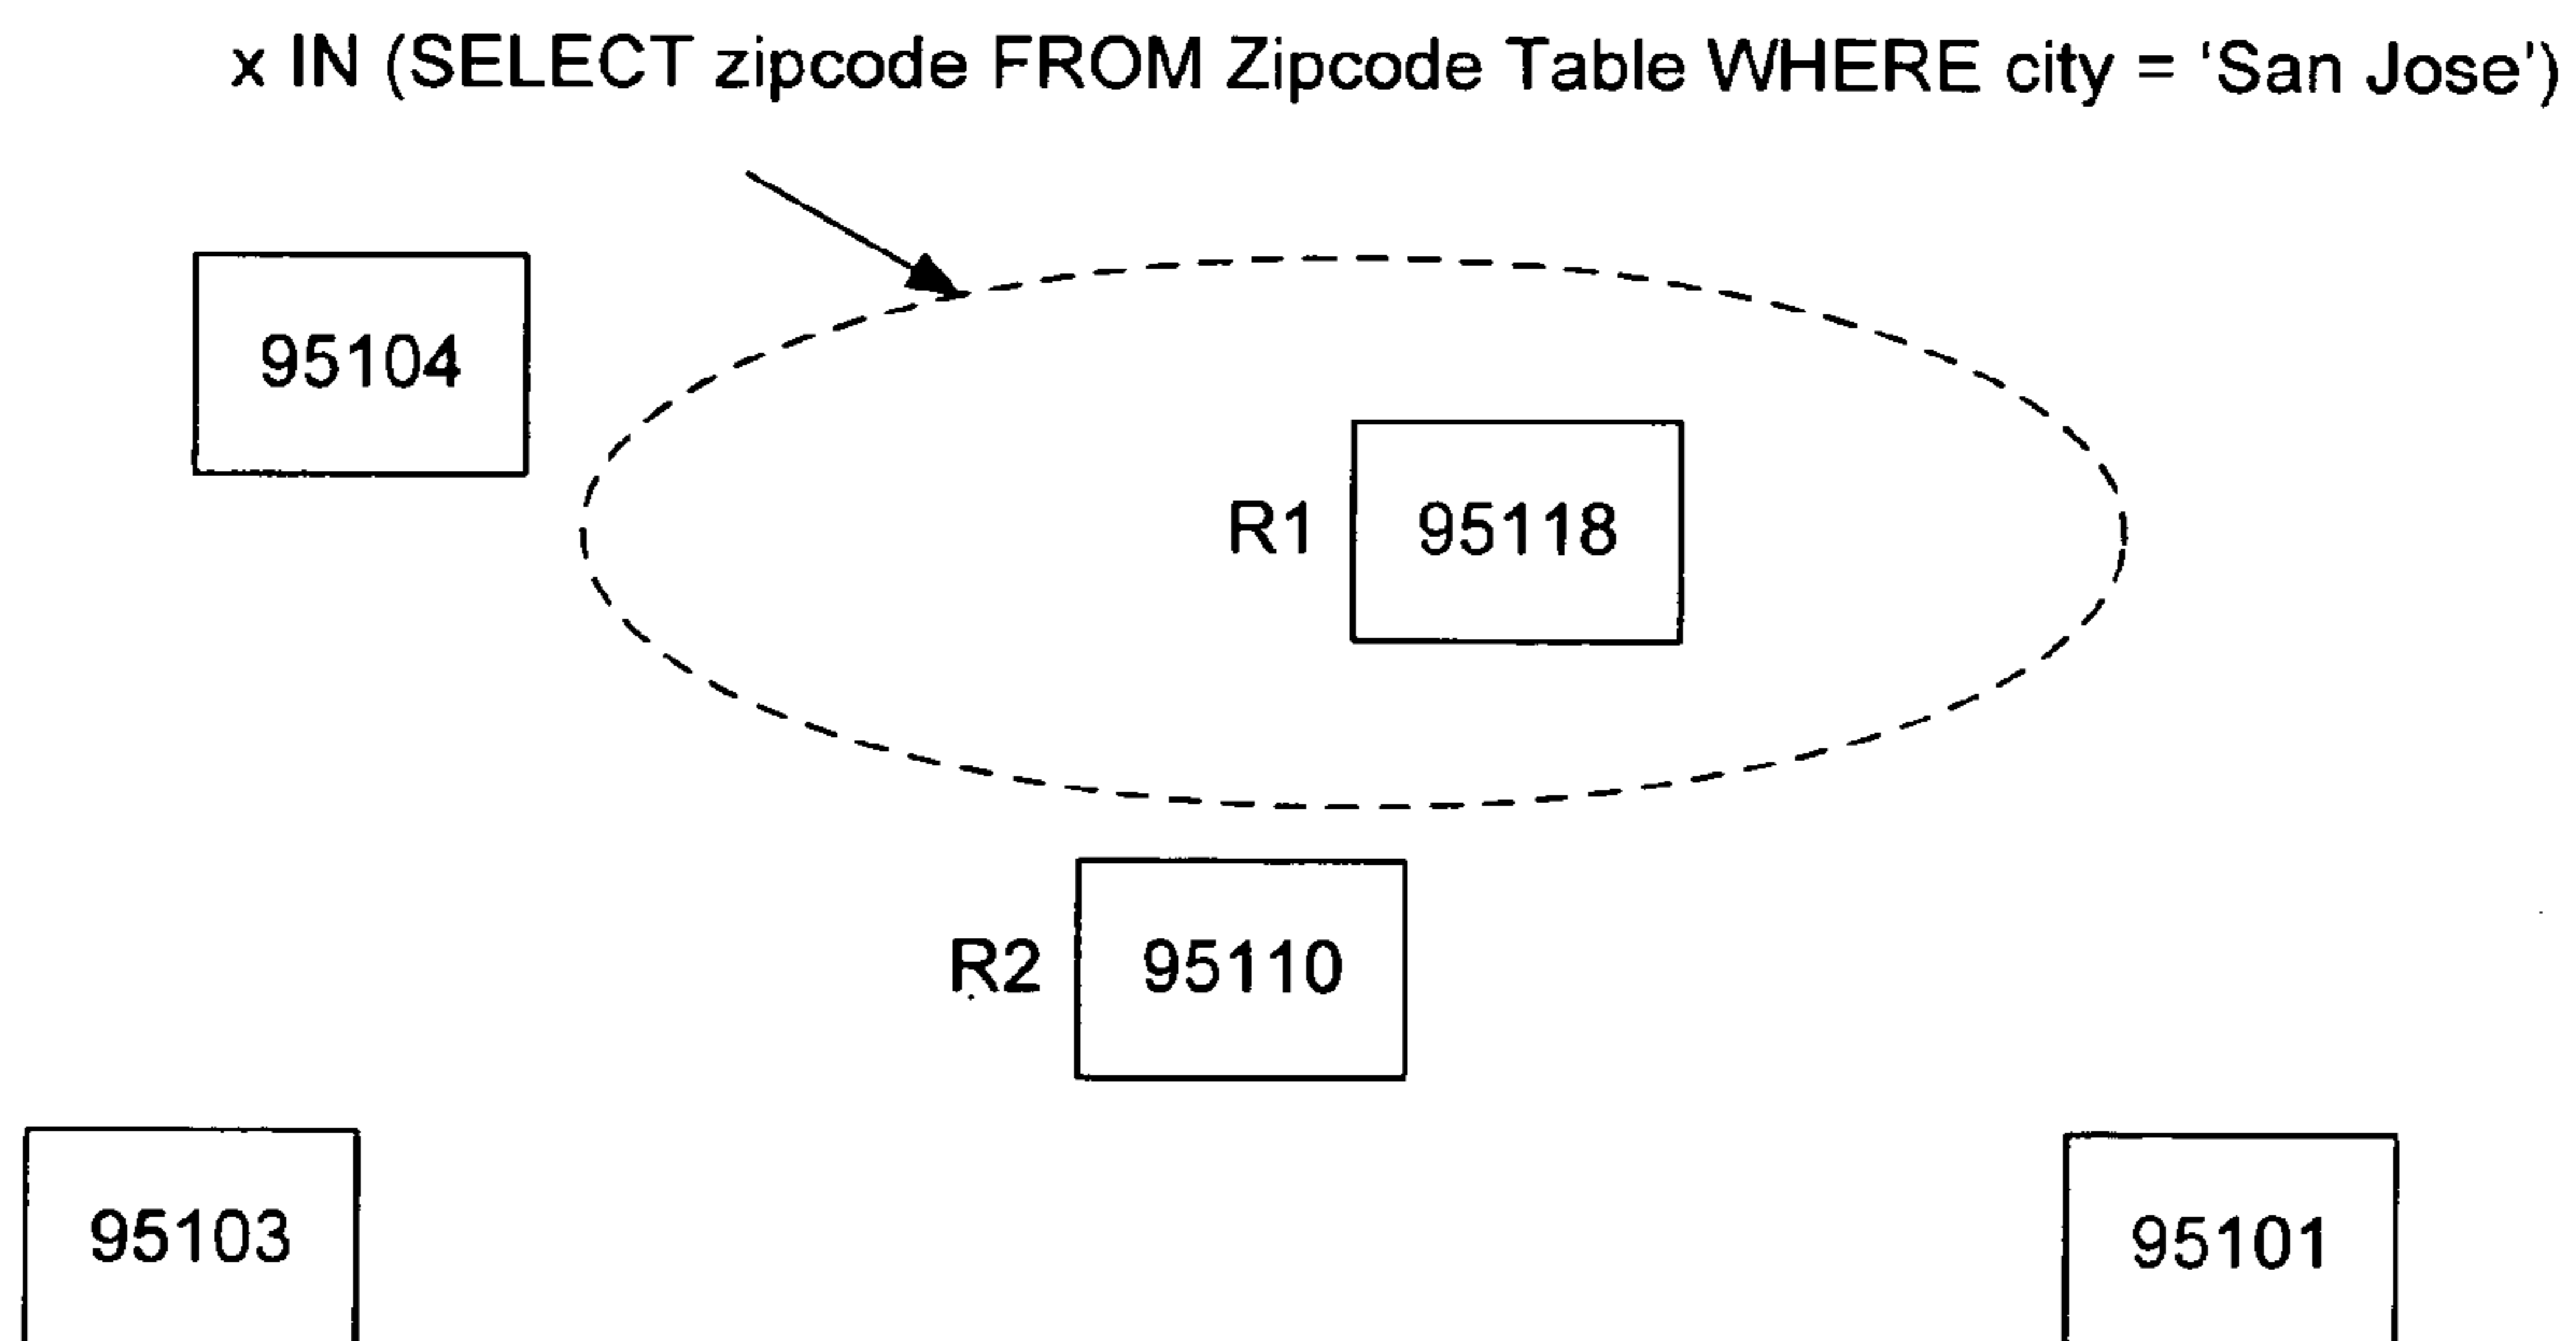 x IN (SELECT zipcode FROM Zipcode Table WHERE city = ‘San Jose’)
95104
R1 95118
R2 95110
95103
95101